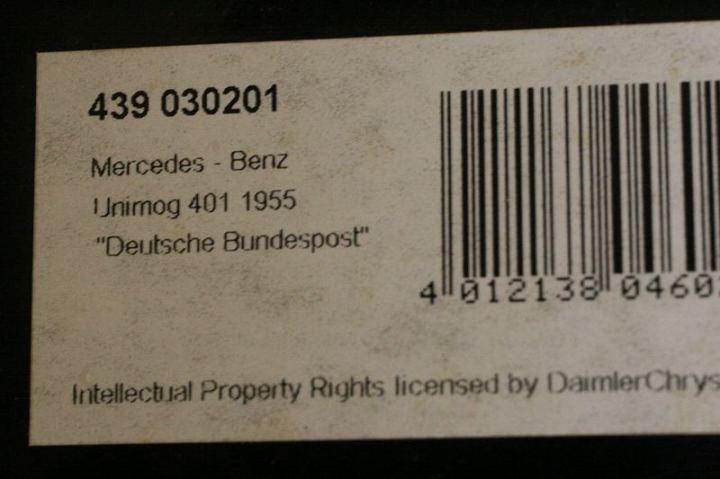 439 030201
Mercedes - Benz
Unimog 401 1955
"Deutsche Bundespost"
4 012138 0460
Intellectual Property Rights licensed by DaimlerChrys